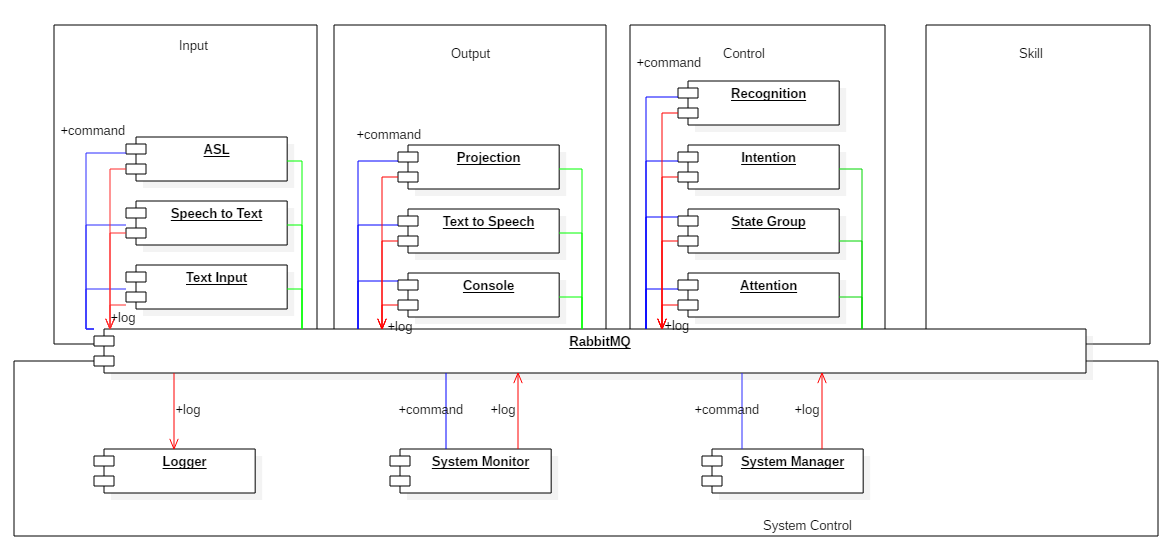 Input
Output
Control
Skill
+command
Recognition
+command
ASL
+command
Projection
Intention
Speech to Text
Text to Speech
State Group
Text Input
Console
Attention
+log
+log
+log
RabbitMQ
+log
+command
+log
+command
+log
Logger
System Monitor
System Manager
System Control